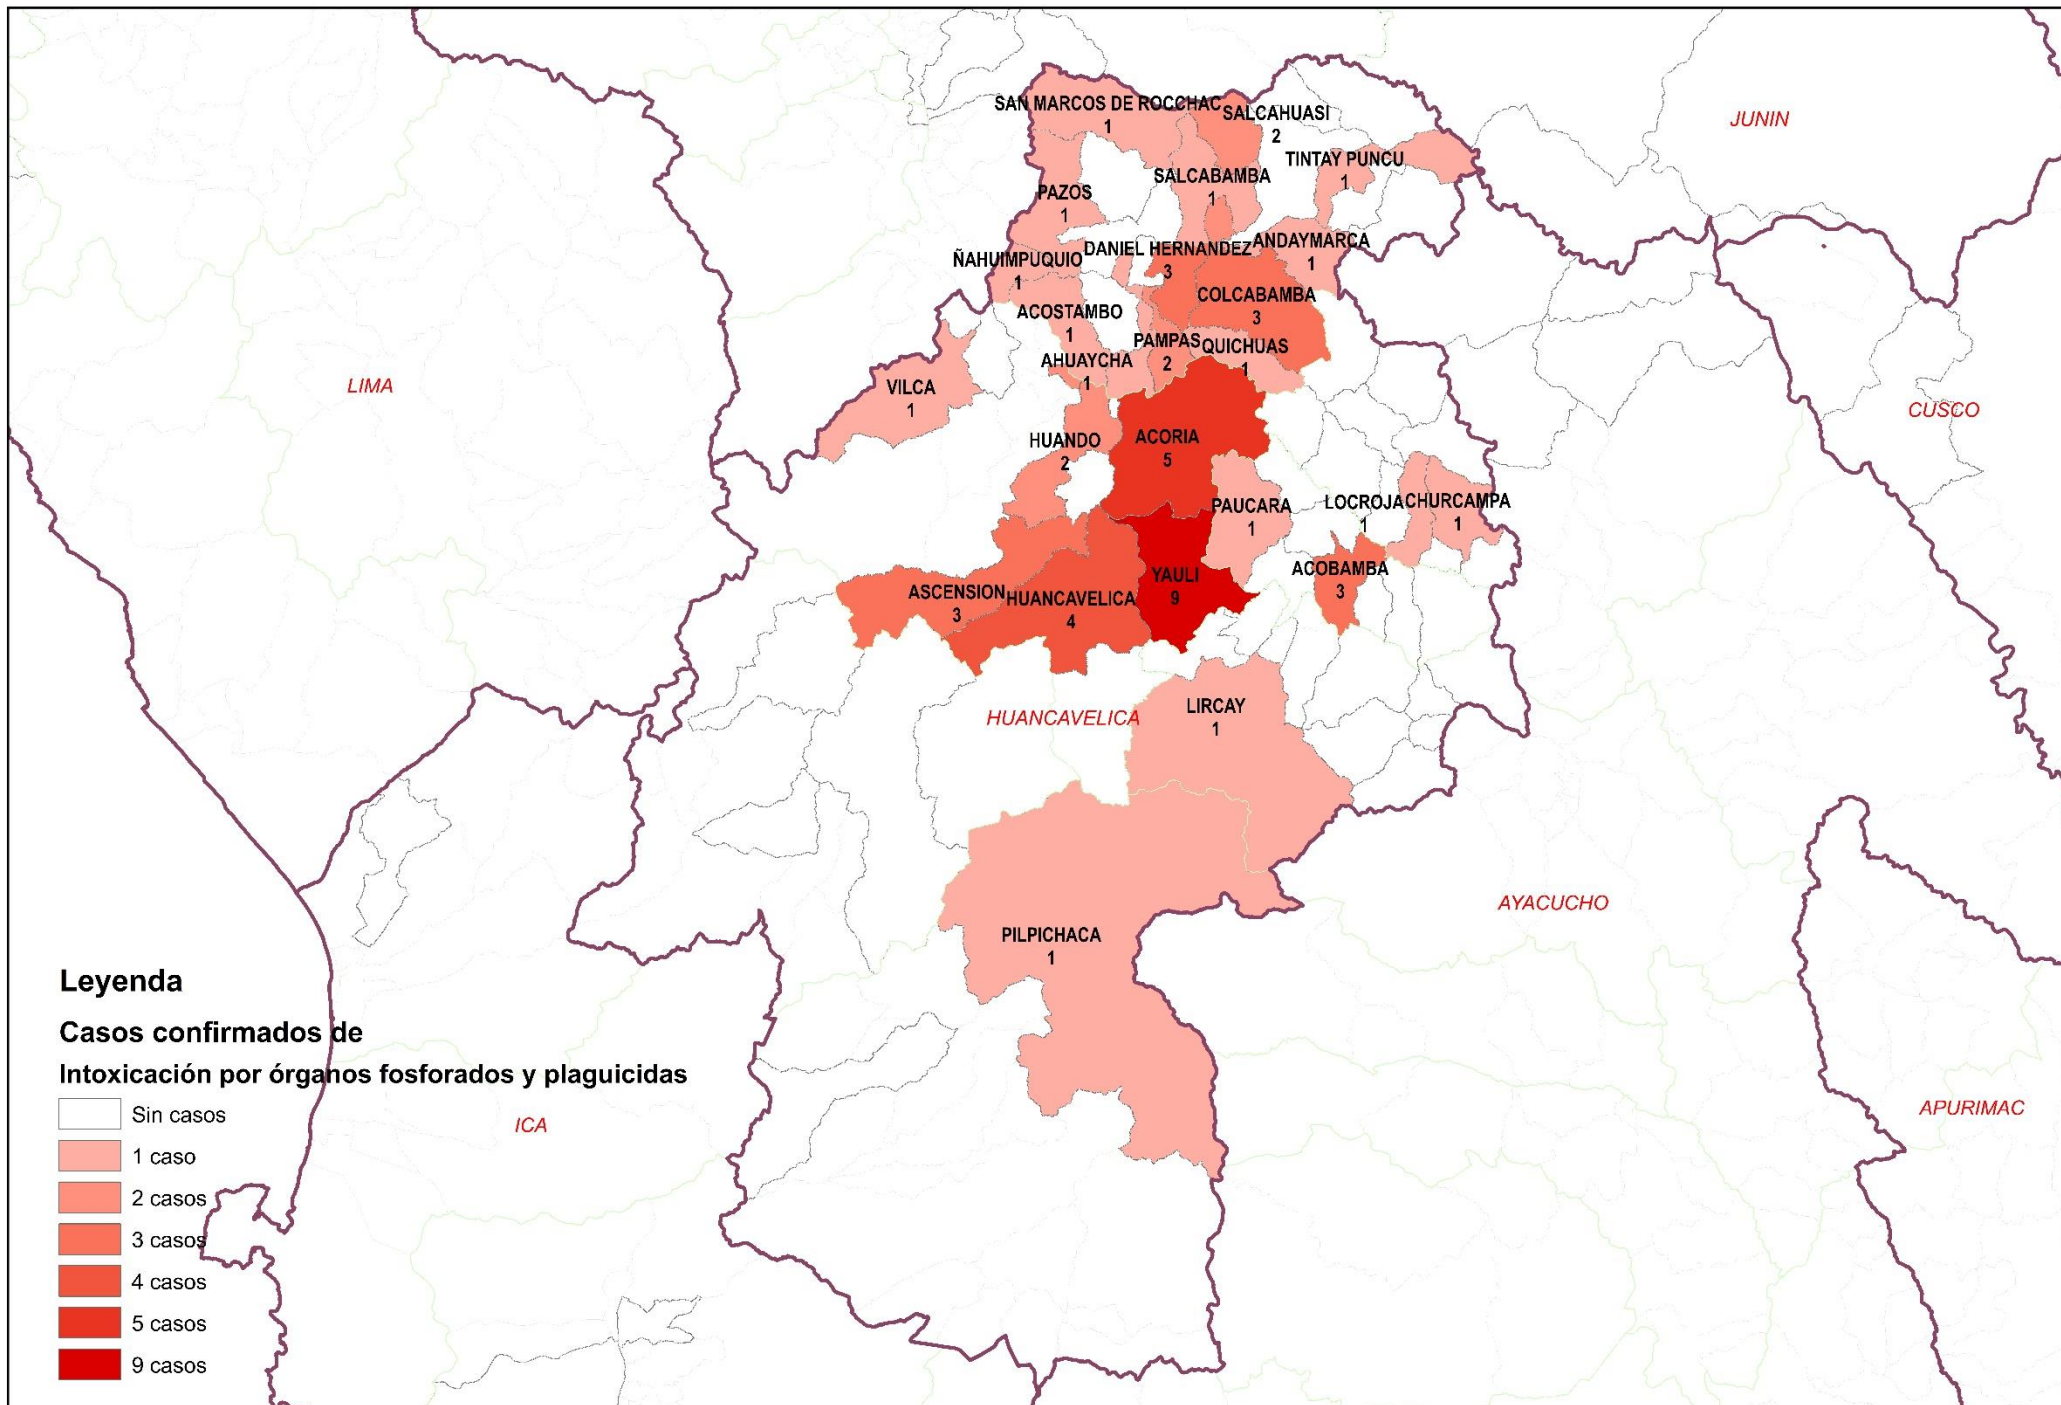 SAN MARCOS DE ROCCHAC
1
SALCAHUASI
2
JUNIN
TINTAY PUNCU
1
SALCABAMBA
1
PAZOS
1
DANIEL HERNANDEZ
3
ANDAYMARCA
1
ÑAHUIMPUQUIO
1
COLCABAMBA
3
ACOSTAMBO
1
PAMPAS
2
QUICHUAS
1
AHUAYCHA
1
LIMA
VILCA
1
CUSCO
HUANDO
2
ACORIA
5
PAUCARA
1
LOCROJA
1
CHURCAMPA
1
ACOBAMBA
3
YAULI
9
ASCENSION
3
HUANCAVELICA
4
LIRCAY
1
HUANCAVELICA
AYACUCHO
PILPICHACA
1
APURIMAC
ICA
Leyenda
Casos confirmados de
Intoxicación por órganos fosforados y plaguicidas
Sin casos
1 caso
2 casos
3 casos
4 casos
5 casos
9 casos